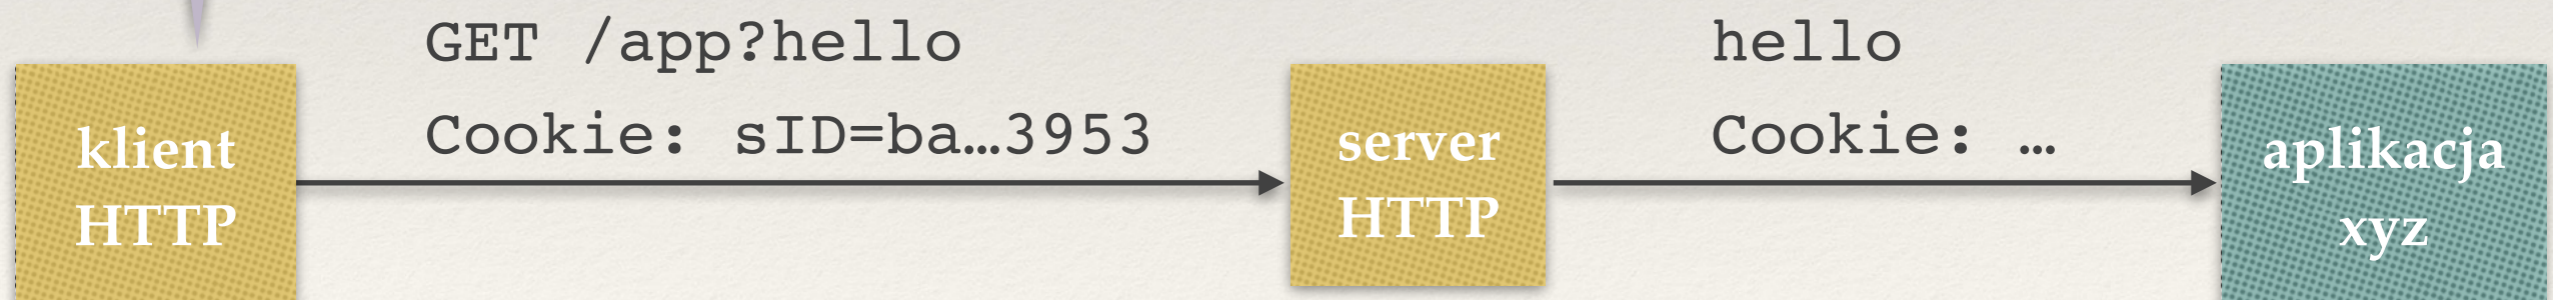 GET /app?hello
Cookie: sID=ba…3953
hello
Cookie: …
klient
HTTP
server
HTTP
aplikacja
xyz